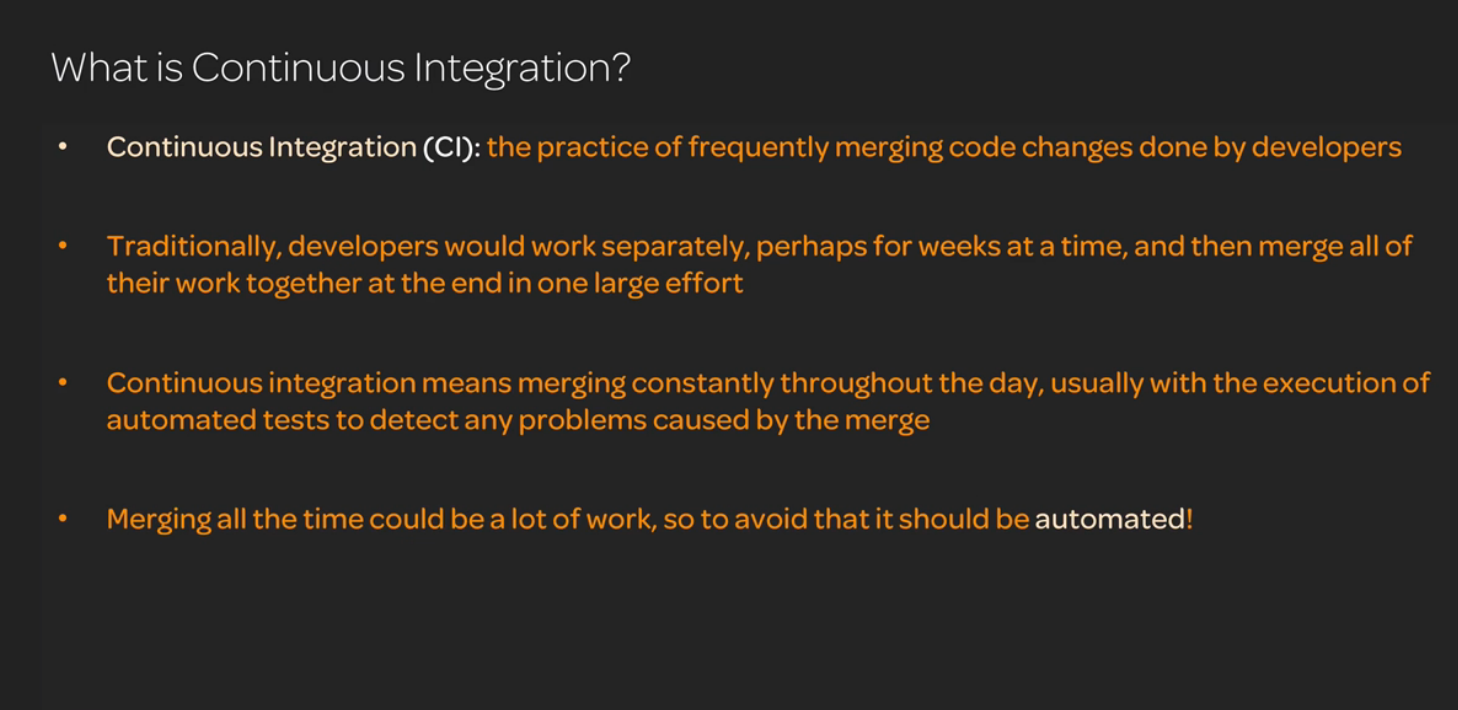 What is Continuous Integration?
• Continuous Integration (CI): the practice of frequently merging code changes done by developers
• Traditionally, developers would work separately, perhaps for weeks at a time, and then merge all of
their work together at the end in one large effort
• Continuous integration means merging constantly throughout the day, usually with the execution of
automated tests to detect any problems caused by the merge
• Merging all the time could be a lot of work, so to avoid that it should be automated!